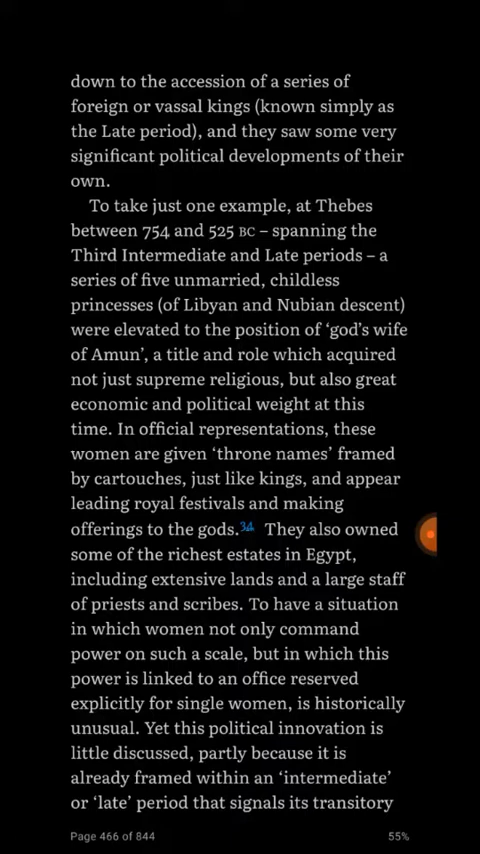 down to the accession of a series of
foreign or vassal kings (known simply as
the Late period), and they saw some very
significant political developments of their
own.
To take just one example, at Thebes
between 754 and 525 BC – spanning the
Third Intermediate and Late periods – a
series of five unmarried, childless
princesses (of Libyan and Nubian descent)
were elevated to the position of ‘god’s wife
of Amun’, a title and role which acquired
not just supreme religious, but also great
economic and political weight at this
time. In official representations, these
women are given ‘throne names’ framed
by cartouches, just like kings, and appear
leading royal festivals and making
offerings to the gods.34 They also owned
some of the richest estates in Egypt,
including extensive lands and a large staff
of priests and scribes. To have a situation
in which women not only command
power on such a scale, but in which this
power is linked to an office reserved
explicitly for single women, is historically
unusual. Yet this political innovation is
little discussed, partly because it is
already framed within an ‘intermediate’
or ‘late’ period that signals its transitory
Page 466 of 844 55%